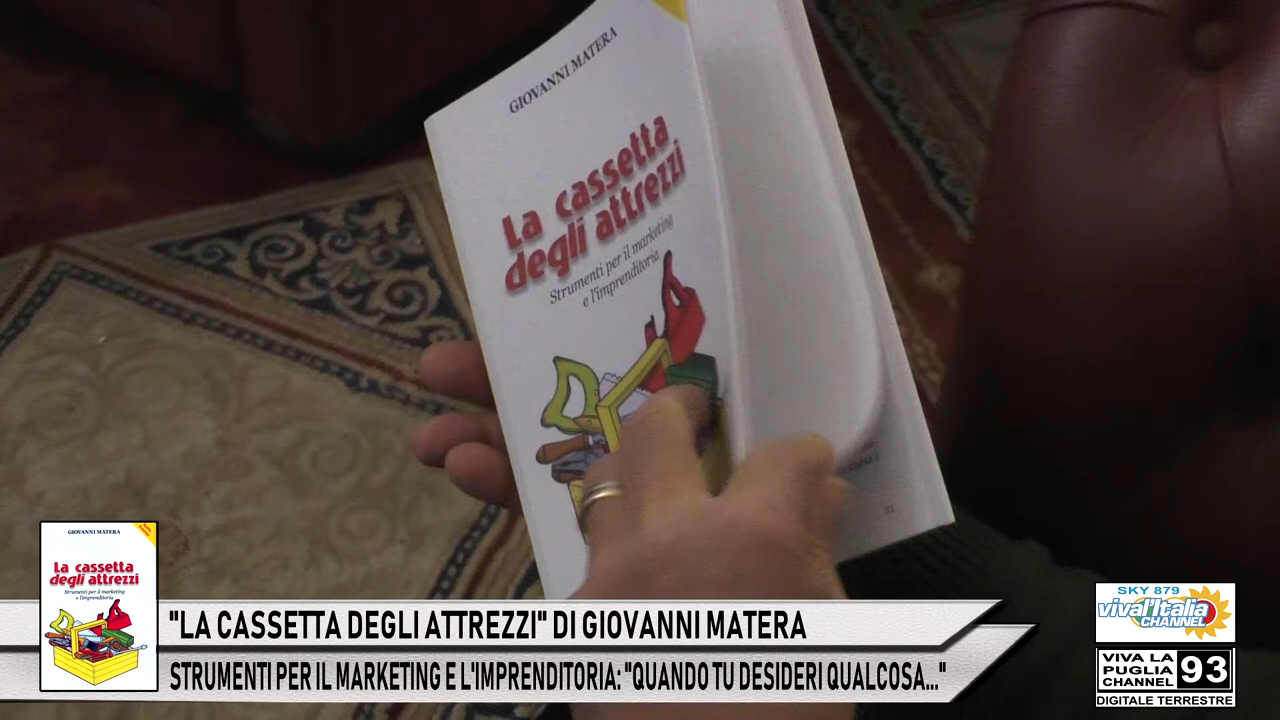 GIOVANNI MATERA
La cassetta
degli attrezzi
Strumenti per il marketing
e l'imprenditoria
GIOVANNI MATERA
La cassetta
degli attrezzi
Strumenti per il marketing
e l'imprenditoria
"LA CASSETTA DEGLI ATTREZZI" DI GIOVANNI MATERA
STRUMENTI PER IL MARKETING E L'IMPRENDITORIA: "QUANDO TU DESIDERI QUALCOSA..."
SKY 879
vival'Italia
CHANNEL
VIVA LA
PUGLIA
CHANNEL
93
DIGITALE TERRESTRE